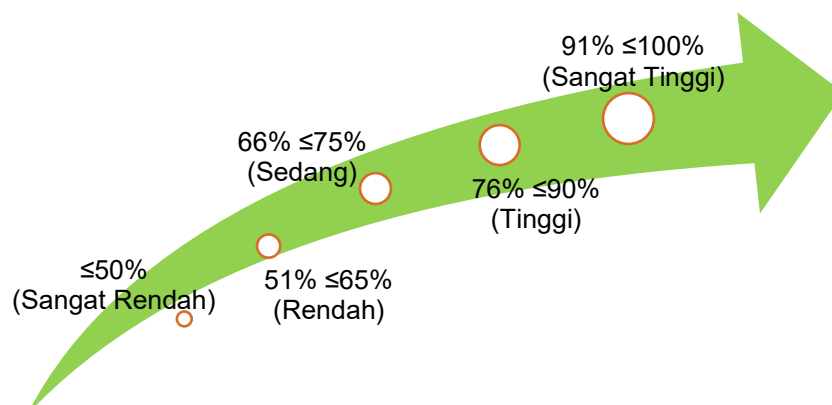 91% ≤100%
(Sangat Tinggi)
66% ≤75%
(Sedang)
76% ≤90%
(Tinggi)
≤50%
(Sangat Rendah)
51% ≤65%
(Rendah)